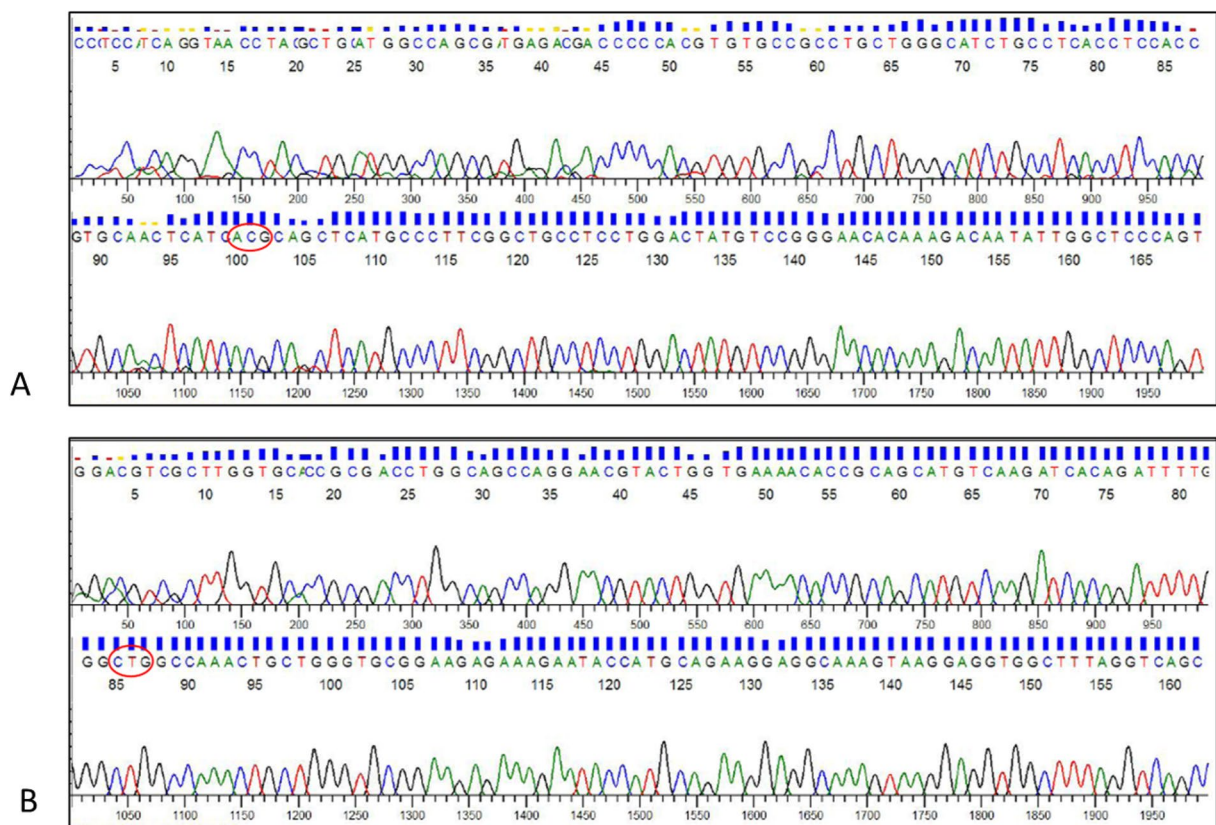 CCCTCCATCAGGTAACCTACGCTGCATGGCCAGCGATGAGACGACCCCCACGTGTGCCGCCTGCTGGGCATCTGCCTCACCTCCACC
5 10 15 20 25 30 35 40 45 50 55 60 65 70 75 80 85
50 100 150 200 250 300 350 400 450 500 550 600 650 700 750 800 850 900 950
GTGCAACTCATCACGCAGCTCATGCCCTTCGGCTGCCTCCTGGACTATGTCCGGGAACACAAAGACAATATTGGCTCCCAGT
90 95 100 105 110 115 120 125 130 135 140 145 150 155 160 165
1050 1100 1150 1200 1250 1300 1350 1400 1450 1500 1550 1600 1650 1700 1750 1800 1850 1900 1950
A
GGACGTCGCTTGGTGCACCGCGACCTGGCAGCCAGGAACGTACTGGTGAAAACACCGCAGCATGTCAAGATCACAGATTTTG
5 10 15 20 25 30 35 40 45 50 55 60 65 70 75 80
50 100 150 200 250 300 350 400 450 500 550 600 650 700 750 800 850 900 950
GGCTGGCCAAACTGCTGGGTGCGGAAGAGAAAGAATACCATGCAGAAGGAGGCAAAGTAAGGAGGTGGCTTTAGGTCAGC
85 90 95 100 105 110 115 120 125 130 135 140 145 150 155 160
1050 1100 1150 1200 1250 1300 1350 1400 1450 1500 1550 1600 1650 1700 1750 1800 1850 1900 1950
B